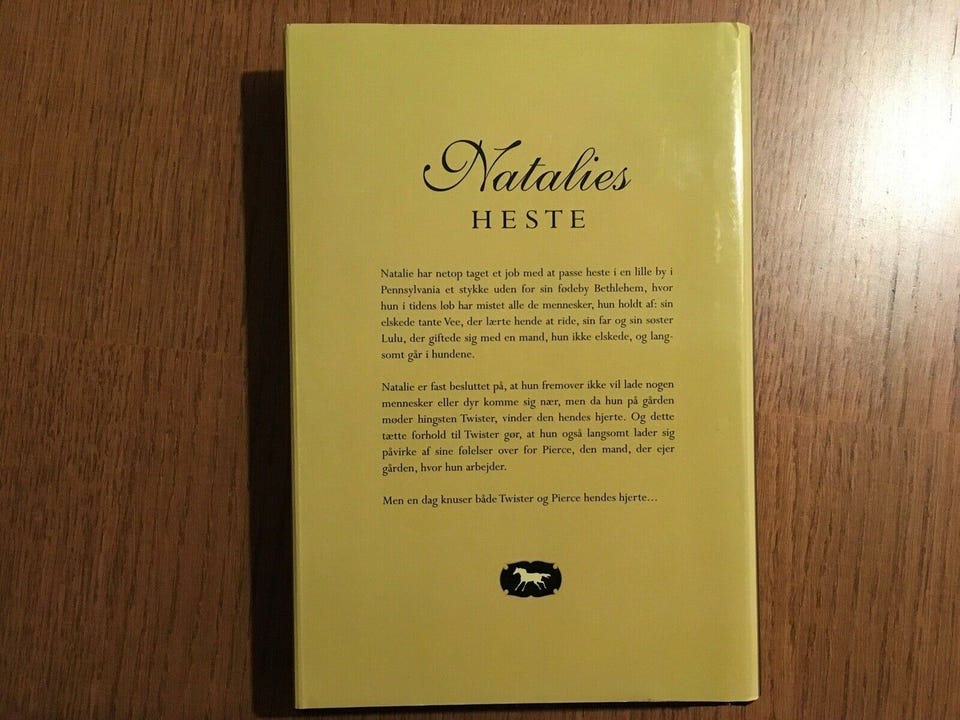 Natalies
HESTE
Natalie har netop taget et job med at passe heste i en lille by i
Pennsylvania et stykke uden for sin fødeby Bethlehem, hvor
hun i tidens løb har mistet alle de mennesker, hun holdt af: sin
elskede tante Vee, der lærte hende at ride, sin far og sin søster
Lulu, der giftede sig med en mand, hun ikke elskede, og lang-
somt går i hundene.
Natalie er fast besluttet på, at hun fremover ikke vil lade nogen
mennesker eller dyr komme sig nær, men da hun på gården
møder hingsten Twister, vinder den hendes hjerte. Og dette
tætte forhold til Twister gør, at hun også langsomt lader sig
påvirke af sine følelser over for Pierce, den mand, der ejer
gården, hvor hun arbejder.
Men en dag knuser både Twister og Pierce hendes hjerte…